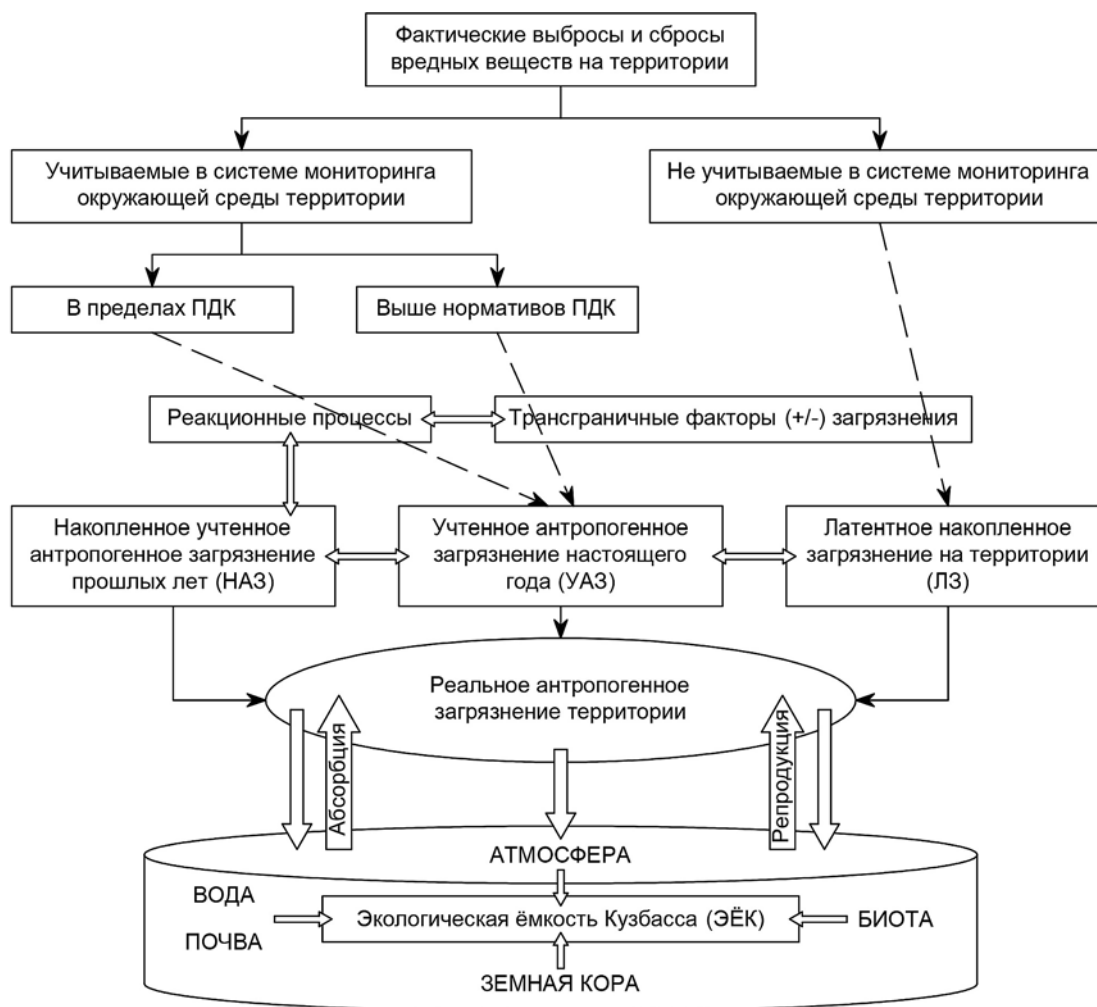 Фактические выбросы и сбросы
вредных веществ на территории
Учитываемые в системе мониторинга
окружающей среды территории
Не учитываемые в системе мониторинга
окружающей среды территории
В пределах ПДК
Выше нормативов ПДК
Реакционные процессы
Трансграничные факторы (+/-) загрязнения
Накопленное учтенное
антропогенное загрязнение
прошлых лет (НАЗ)
Учтенное антропогенное
загрязнение настоящего
года (УАЗ)
Латентное накопленное
загрязнение на территории
(ЛЗ)
Реальное антропогенное
загрязнение территории
Абсорбция
Репродукция
АТМОСФЕРА
ВОДА
Экологическая ёмкость Кузбасса (ЭЁК)
БИОТА
ПОЧВА
ЗЕМНАЯ КОРА